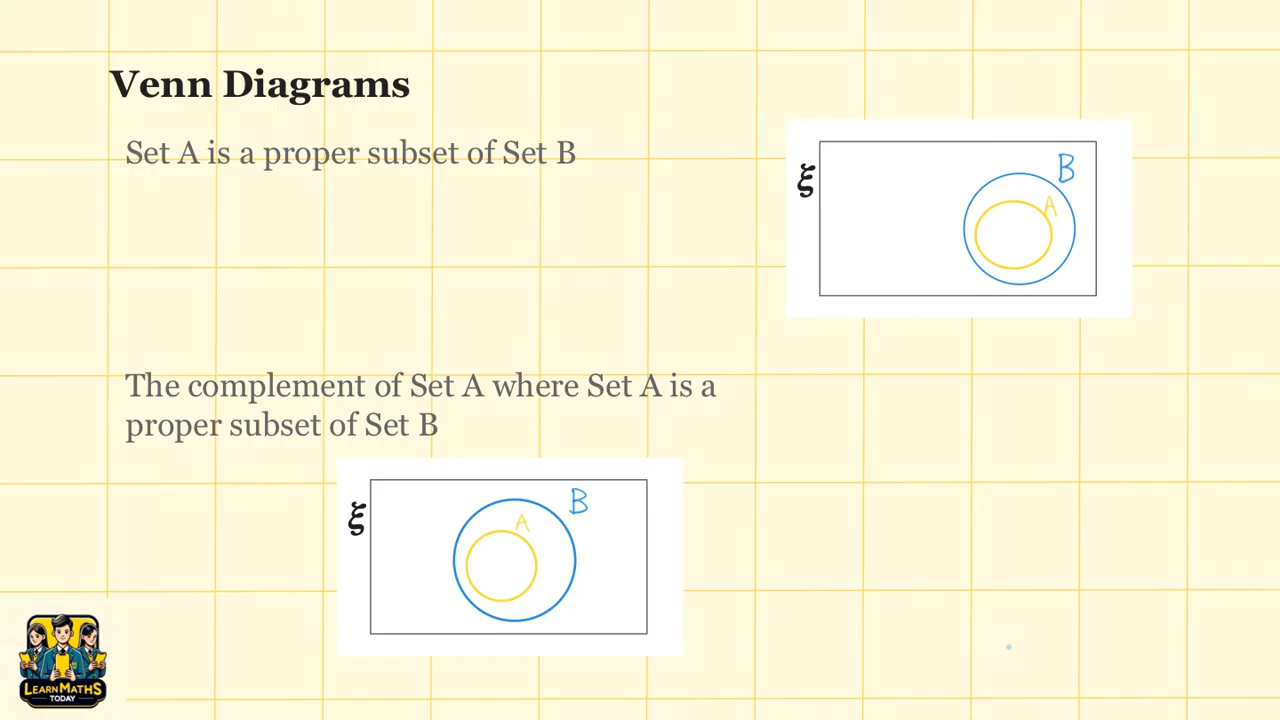 Venn Diagrams
Set A is a proper subset of Set B
ξ
B
A
The complement of Set A where Set A is a
proper subset of Set B
ξ
B
A
LEARNMATHS
TODAY